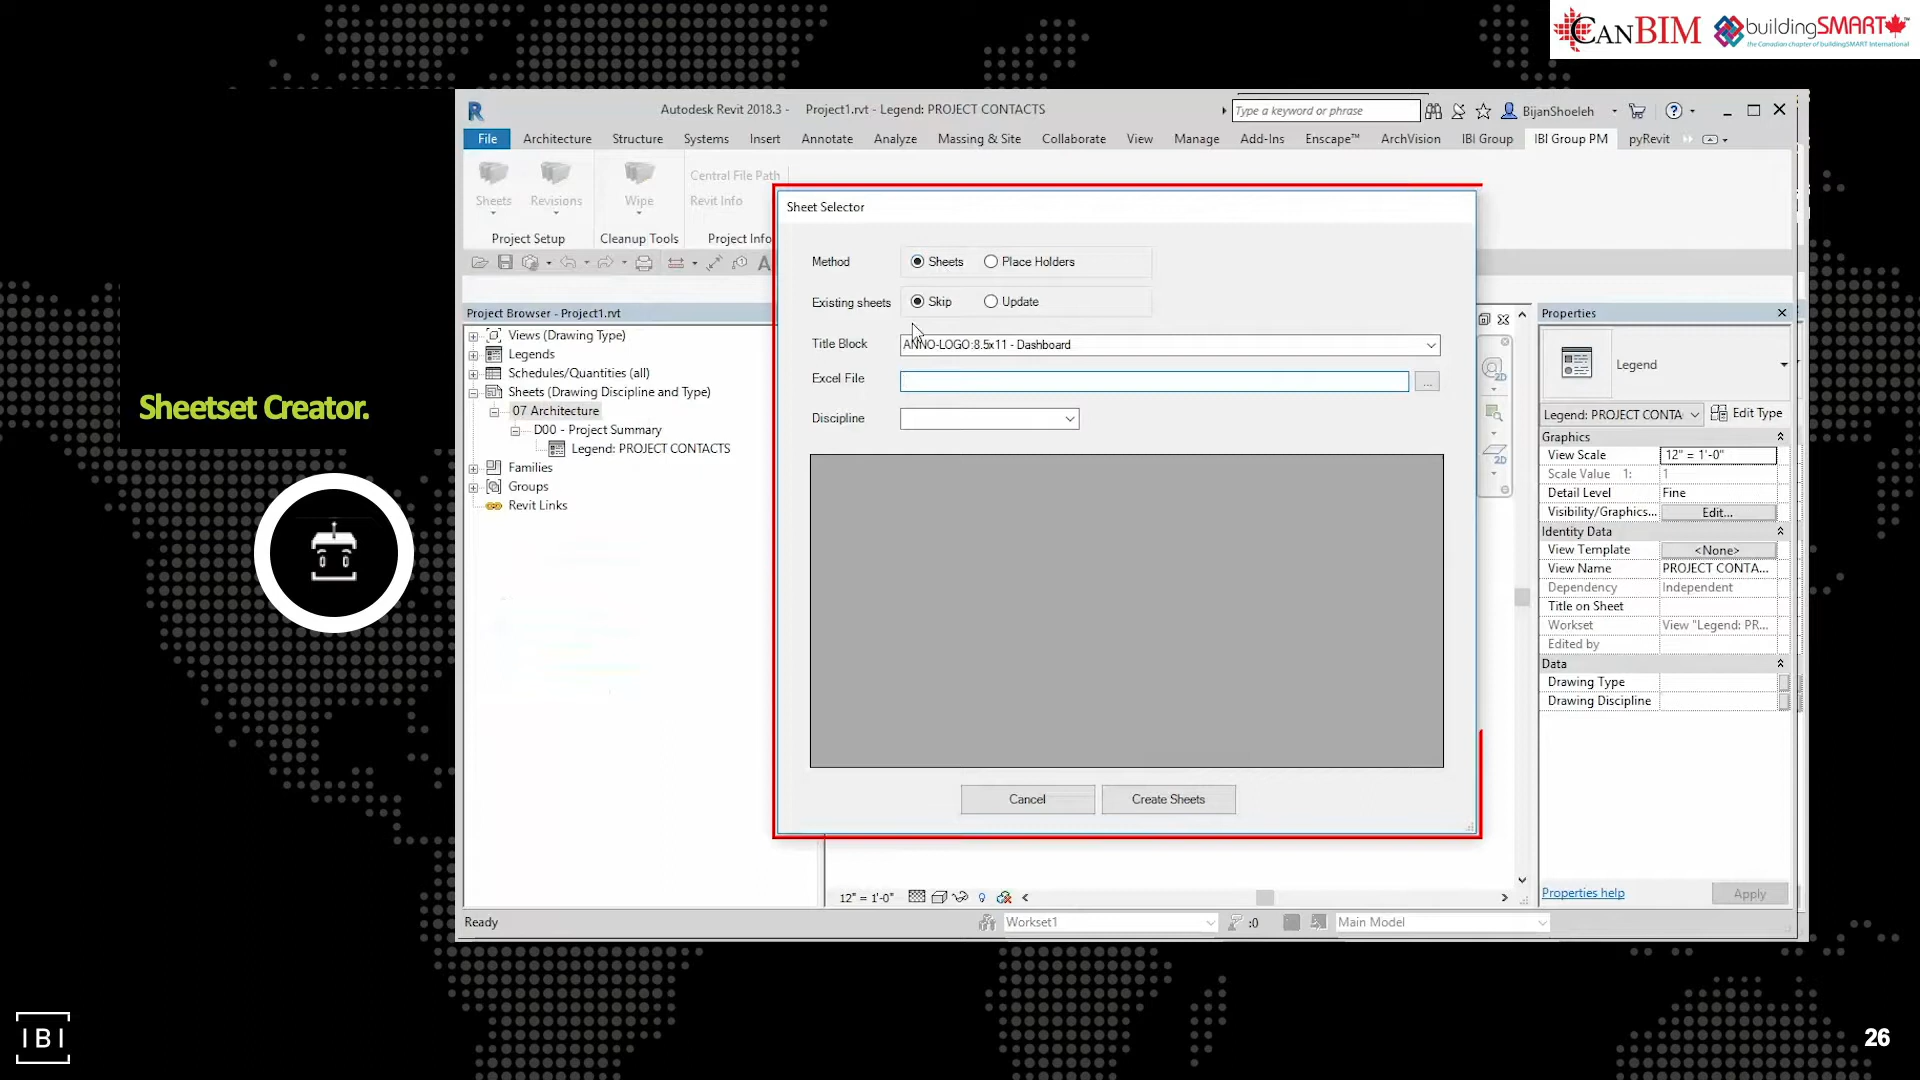 CanBIM buildingSMART
the Canadian chapter of buildingSMART International
Autodesk Revit 2018.3 - Project1.rvt - Legend: PROJECT CONTACTS
Type a keyword or phrase
BijanShoeleh
File Architecture Structure Systems Insert Annotate Analyze Massing & Site Collaborate View Manage Add-Ins Enscape™ ArchVision IBI Group IBI Group PM pyRevit
Sheets Revisions Wipe
Central File Path
Revit Info
Project Setup Cleanup Tools Project Info
Project Browser - Project1.rvt
Views (Drawing Type)
Legends
Schedules/Quantities (all)
Sheets (Drawing Discipline and Type)
07 Architecture
D00 - Project Summary
Legend: PROJECT CONTACTS
Families
Groups
Revit Links
Sheetset Creator.
Sheet Selector
Method Sheets Place Holders
Existing sheets Skip Update
Title Block ANNO-LOGO:8.5x11 - Dashboard
Excel File ...
Discipline
Cancel Create Sheets
2D
2D
Properties
Legend
Legend: PROJECT CONTA Edit Type
Graphics
View Scale 12" = 1'-0"
Scale Value 1: 1
Detail Level Fine
Visibility/Graphics... Edit...
Identity Data
View Template <None>
View Name PROJECT CONTA...
Dependency Independent
Title on Sheet
Workset View "Legend: PR...
Edited by
Data
Drawing Type
Drawing Discipline
Properties help Apply
12" = 1'-0"
Ready Workset1 :0 Main Model
IBI
26